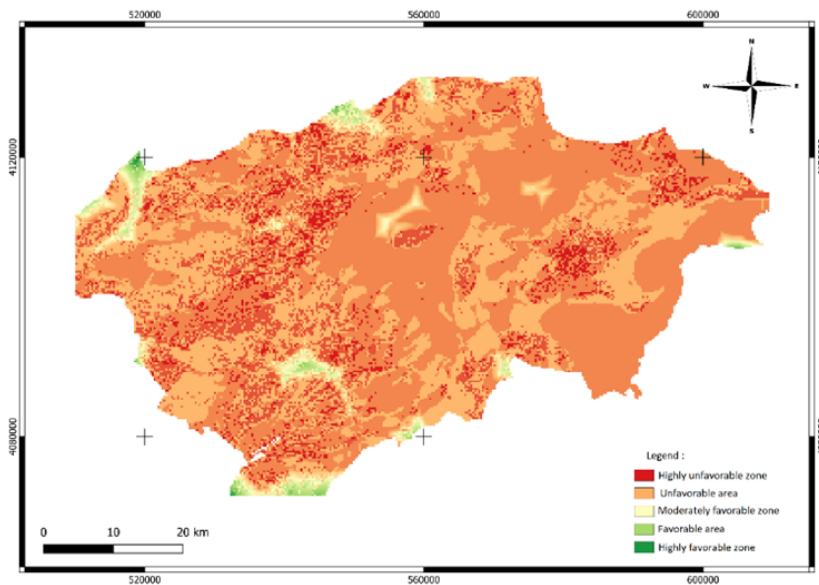 520000 560000 600000
N
W E
S
4120000
4080000
Legend :
Highly unfavorable zone
Unfavorable area
Moderately favorable zone
Favorable area
Highly favorable zone
0 10 20 km
520000 560000 600000